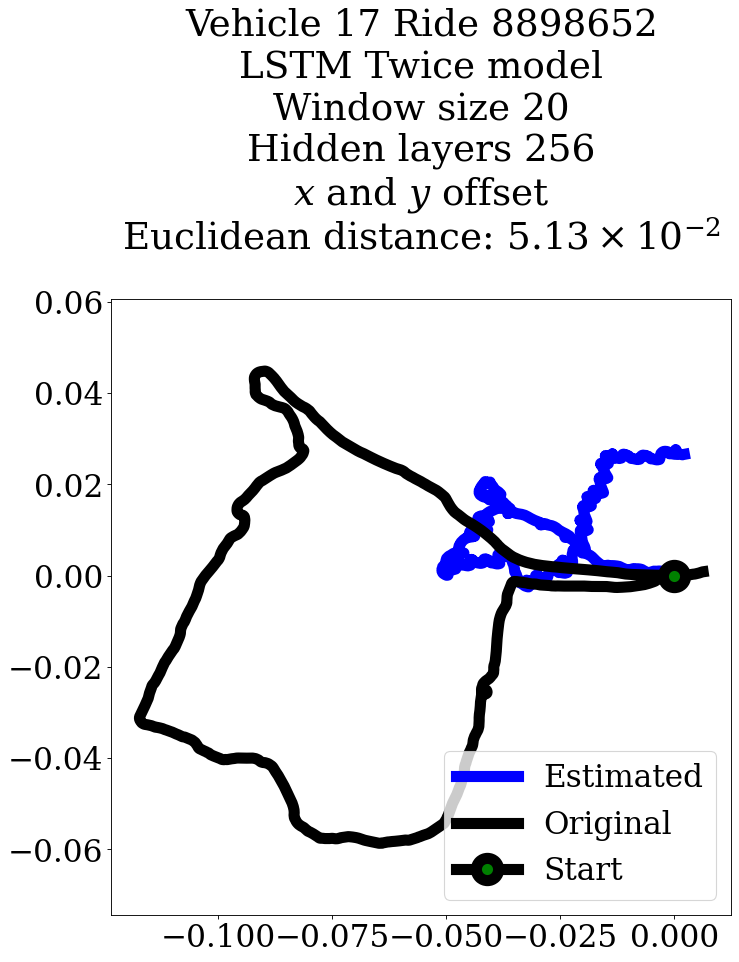 Vehicle 17 Ride 8898652
LSTM Twice model
Window size 20
Hidden layers 256
x and y offset
Euclidean distance: 5.13 × 10⁻²
0.06
0.04
0.02
0.00
−0.02
−0.04
−0.06
Estimated
Original
Start
−0.100 −0.075 −0.050 −0.025 0.000